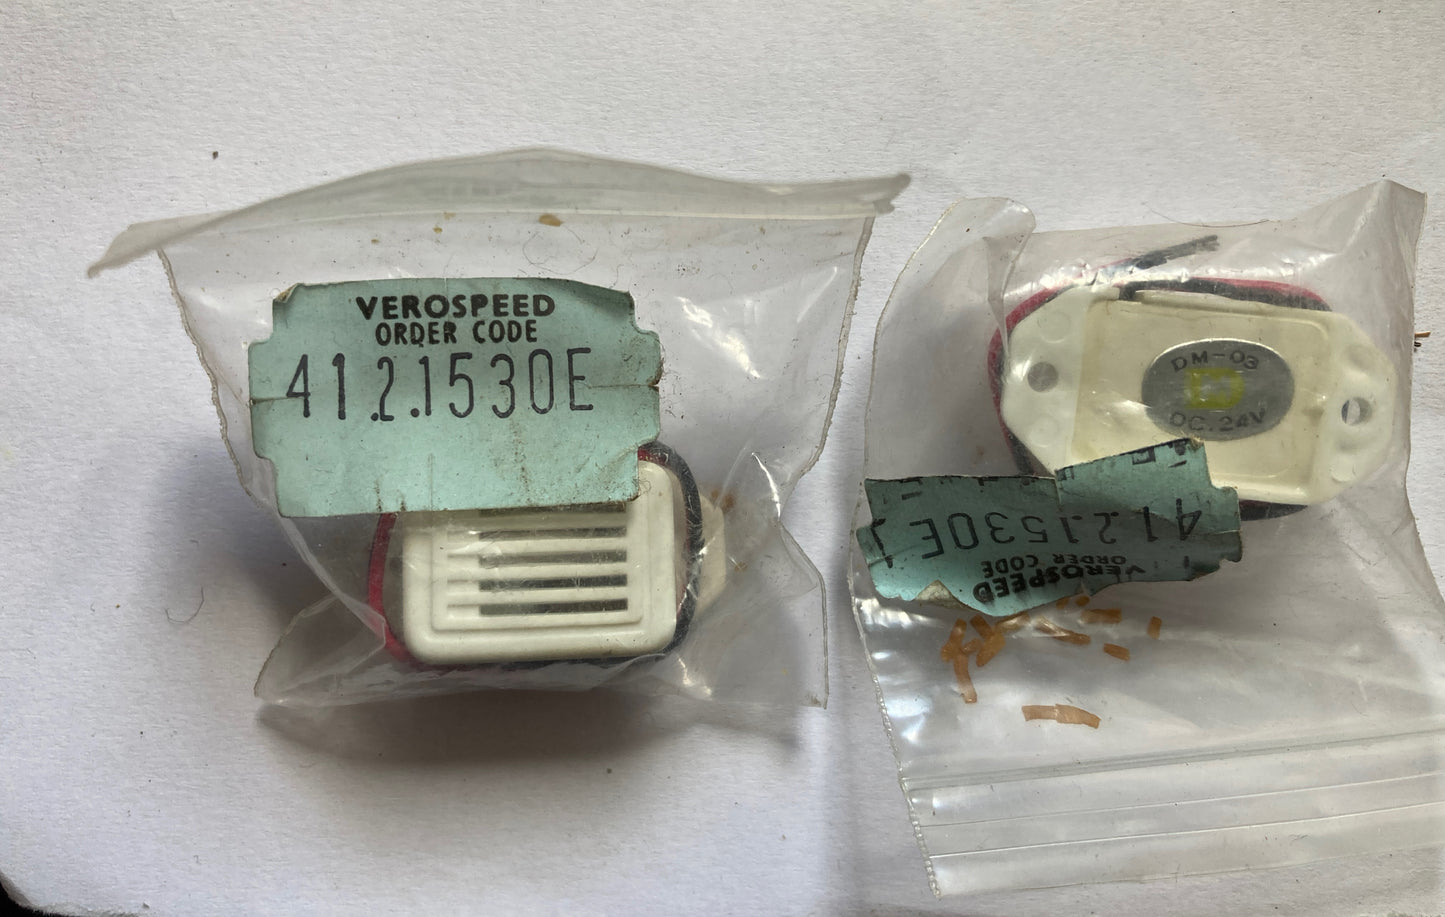 VEROSPEED
ORDER CODE
41.2.1530E
DM-03
DC.24V
VEROSPEED
ORDER CODE
41.2.1530E